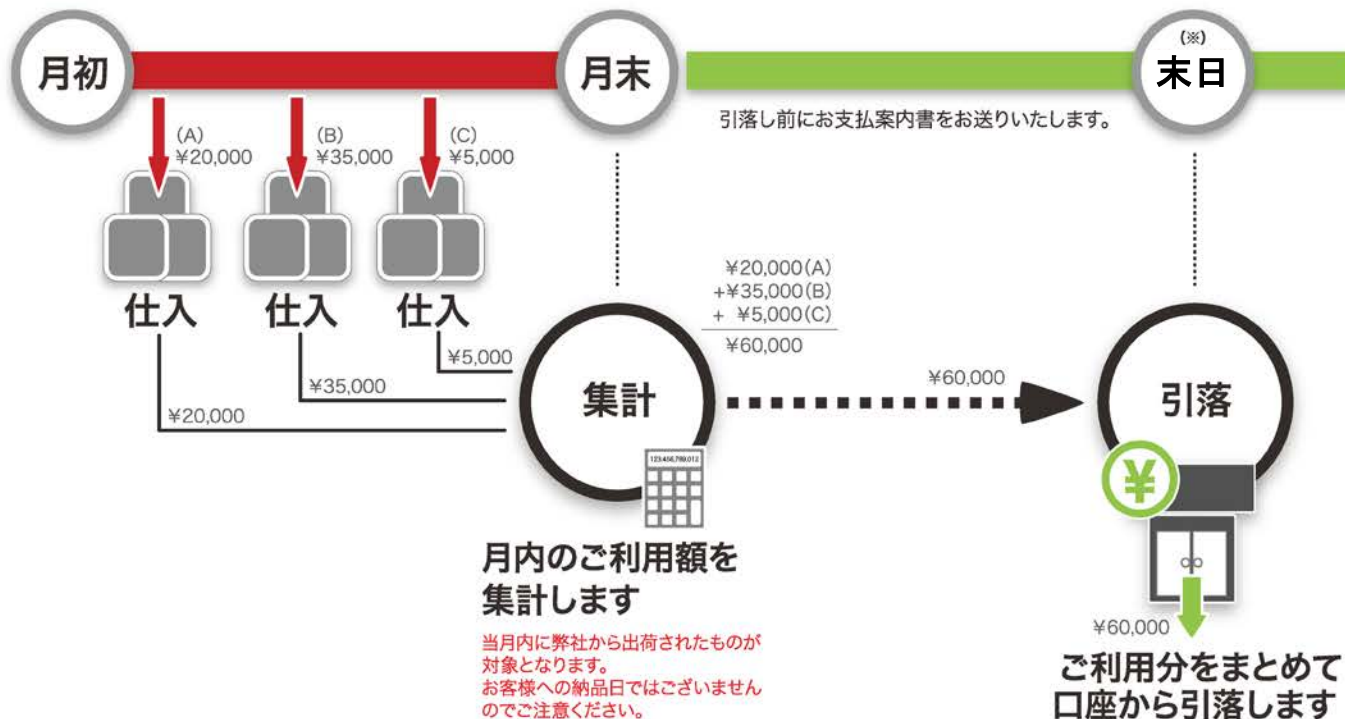 月初
月末
(※)
末日
引落し前にお支払案内書をお送りいたします。
(A)
¥20,000
(B)
¥35,000
(C)
¥5,000
仕入
仕入
仕入
¥5,000
¥35,000
¥20,000
¥20,000(A)
+¥35,000(B)
+ ¥5,000(C)
¥60,000
集計
123,456,789,012
¥60,000
引落
¥
月内のご利用額を
集計します
当月内に弊社から出荷されたものが
対象となります。
お客様への納品日ではございません
のでご注意ください。
¥60,000
ご利用分をまとめて
口座から引落します